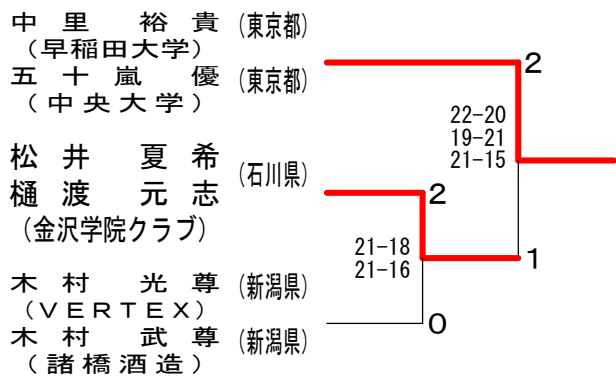 中里 裕貴 (東京都)
(早稲田大学)
五十嵐 優 (東京都)
(中央大学)
2
22-20
19-21
21-15
松井 夏希 (石川県)
樋渡 元志
(金沢学院クラブ)
2
21-18
21-16
1
木村 光尊 (新潟県)
(VERTEX)
木村 武尊 (新潟県)
(諸橋酒造)
0